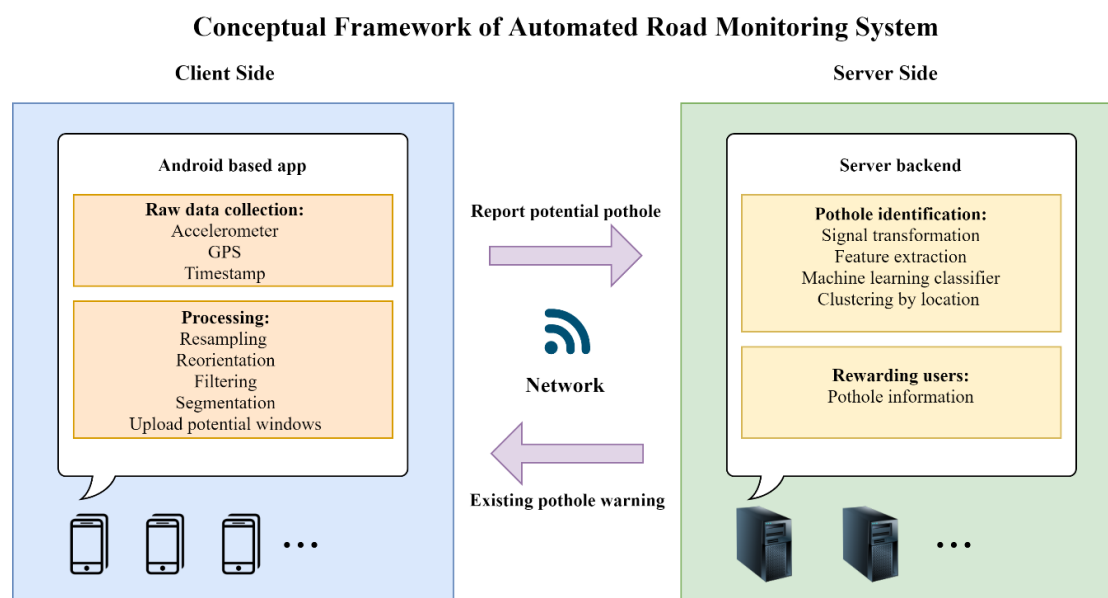 Conceptual Framework of Automated Road Monitoring System
Client Side
Android based app
Raw data collection:
Accelerometer
GPS
Timestamp
Processing:
Resampling
Reorientation
Filtering
Segmentation
Upload potential windows
Report potential pothole
Network
Existing pothole warning
Server Side
Server backend
Pothole identification:
Signal transformation
Feature extraction
Machine learning classifier
Clustering by location
Rewarding users:
Pothole information